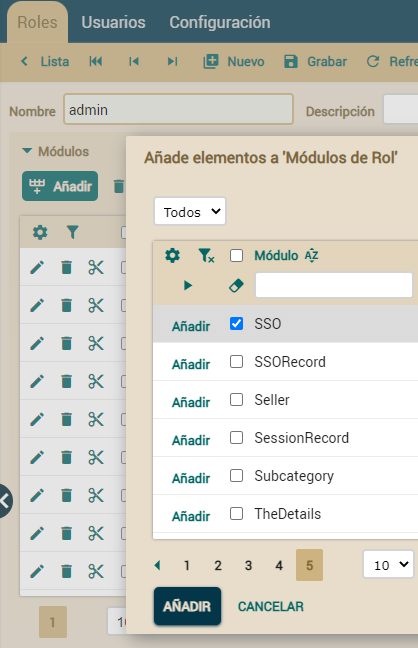 Roles Usuarios Configuración
Lista Nuevo Grabar
Nombre admin Descripción
Módulos
Añadir
Añade elementos a 'Módulos de Rol'
Todos
Módulo
Añadir SSO
Añadir SSORecord
Añadir Seller
Añadir SessionRecord
Añadir Subcategory
Añadir TheDetails
1 2 3 4 5 10
1
AÑADIR CANCELAR